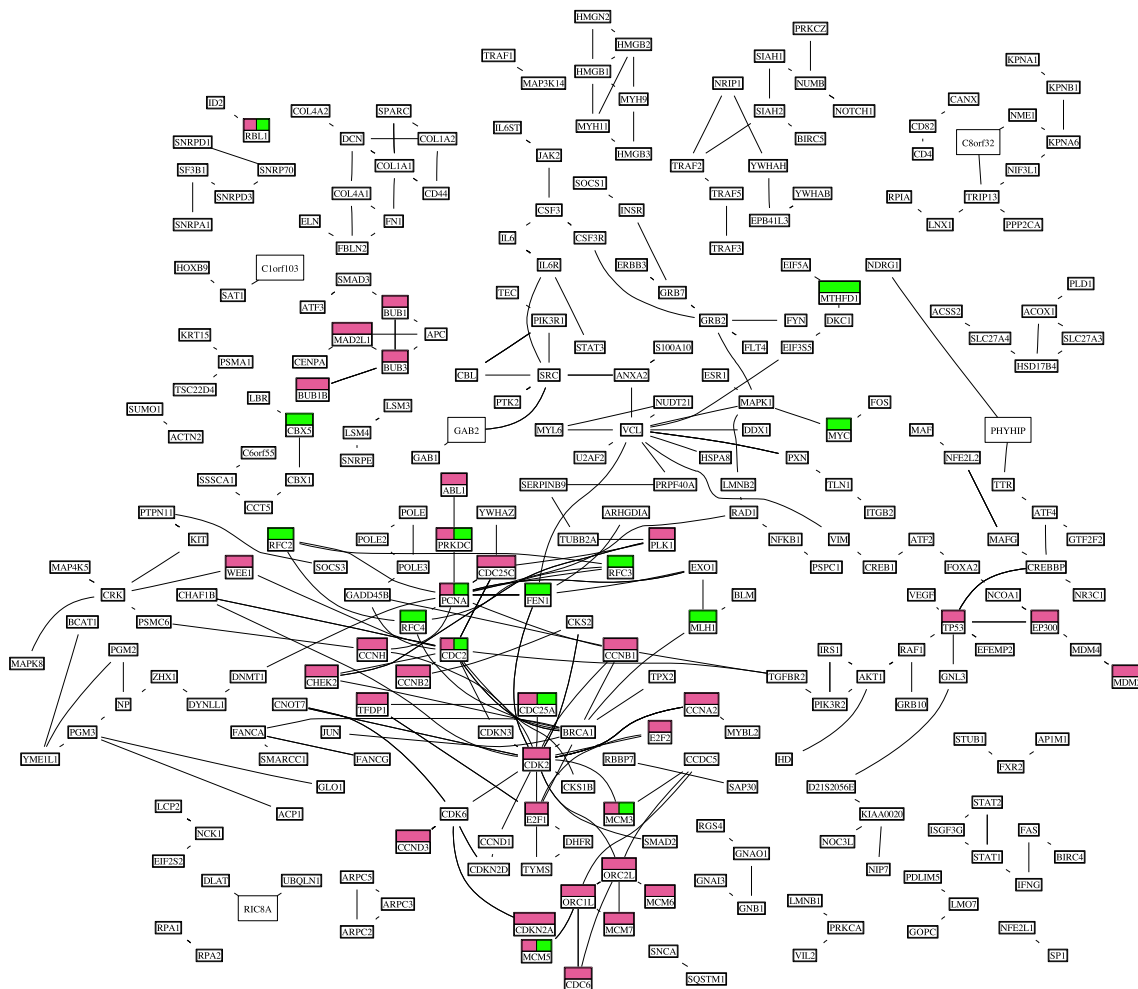 HMGN2
PRKCZ
HMGB2
TRAF1
SIAH1
KPNA1
HMGB1
MAP3K14
NRIP1
NUMB
KPNB1
ID2
MYH9
CANX
COL4A2
SPARC
NOTCH1
SIAH2
NME1
RBL1
IL6ST
MYH11
CD82
SNRPD1
DCN
COL1A2
BIRC5
C8orf32
KPNA6
JAK2
HMGB3
CD4
SF3B1
SNRP70
COL1A1
TRAF2
YWHAH
NIF3L1
SOCS1
SNRPD3
COL4A1
CD44
TRAF5
YWHAB
RPIA
TRIP13
CSF3
INSR
SNRPA1
ELN
FN1
EPB41L3
LNX1
PPP2CA
IL6
CSF3R
FBLN2
TRAF3
HOXB9
C1orf103
IL6R
ERBB3
EIF5A
NDRG1
SMAD3
SAT1
TEC
GRB7
MTHFD1
PLD1
ATF3
BUB1
PIK3R1
GRB2
FYN
DKC1
ACSS2
ACOX1
KRT15
MAD2L1
APC
STAT3
FLT4
EIF3S5
SLC27A4
SLC27A3
PSMA1
CENPA
BUB3
S100A10
HSD17B4
CBL
SRC
ANXA2
ESR1
TSC22D4
BUB1B
LBR
PTK2
NUDT21
MAPK1
FOS
SUMO1
LSM3
CBX5
GAB2
MYL6
VCL
DDX1
MYC
PHYHIP
ACTN2
LSM4
MAF
C6orf55
GAB1
U2AF2
HSPA8
PXN
NFE2L2
SNRPE
SSSCA1
CBX1
ABL1
SERPINB9
PRPF40A
LMNB2
TLN1
TTR
CCT5
PTPN11
POLE
YWHAZ
ARHGDIA
RAD1
ITGB2
ATF4
KIT
RFC2
POLE2
PRKDC
TUBB2A
PLK1
NFKB1
VIM
ATF2
MAFG
GTF2F2
MAP4K5
WEE1
SOCS3
POLE3
CDC25C
RFC3
EXO1
PSPC1
CREB1
FOXA2
CREBBP
CRK
CHAF1B
GADD45B
PCNA
FEN1
BLM
VEGF
NCOA1
NR3C1
BCAT1
PSMC6
RFC4
CKS2
MLH1
TP53
EP300
MAPK8
PGM2
CCNH
CDC2
CCNB1
IRS1
RAF1
EFEMP2
MDM4
ZHX1
DNMT1
CHEK2
CCNB2
TPX2
TGFBR2
AKT1
GNL3
NP
DYNLL1
CNOT7
TFDP1
CDC25A
CCNA2
PIK3R2
GRB10
PGM3
FANCA
JUN
CDKN3
BRCA1
E2F2
MYBL2
STUB1
AP1M1
YME1L1
SMARCC1
FANCG
CDK2
RBBP7
CCDC5
HD
FXR2
GLO1
CKS1B
SAP30
D21S2056E
LCP2
ACP1
CDK6
E2F1
MCM3
KIAA0020
STAT2
NCK1
CCND3
CCND1
DHFR
SMAD2
RGS4
NOC3L
ISGF3G
FAS
EIF2S2
CDKN2D
TYMS
ORC2L
GNAO1
NIP7
STAT1
BIRC4
DLAT
UBQLN1
ARPC5
ORC1L
MCM6
GNAI3
PDLIM5
IFNG
RIC8A
ARPC3
CDKN2A
MCM7
GNB1
LMNB1
LMO7
RPA1
ARPC2
MCM5
PRKCA
GOPC
NFE2L1
RPA2
CDC6
SNCA
SQSTM1
VIL2
SP1